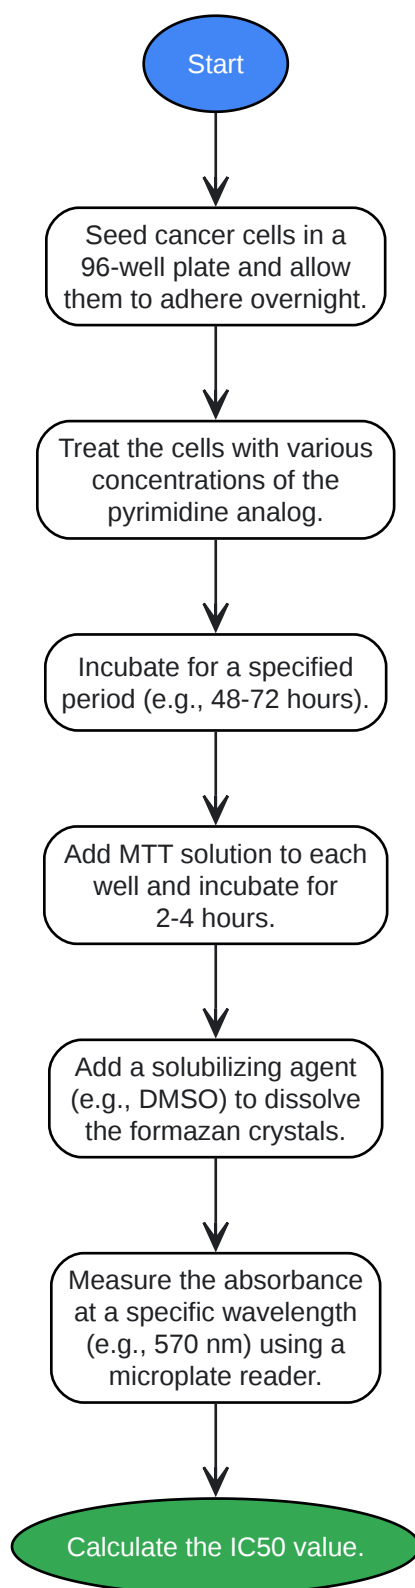 Start
Seed cancer cells in a
96-well plate and allow
them to adhere overnight.
Treat the cells with various
concentrations of the
pyrimidine analog.
Incubate for a specified
period (e.g., 48-72 hours).
Add MTT solution to each
well and incubate for
2-4 hours.
Add a solubilizing agent
(e.g., DMSO) to dissolve
the formazan crystals.
Measure the absorbance
at a specific wavelength
(e.g., 570 nm) using a
microplate reader.
Calculate the IC50 value.